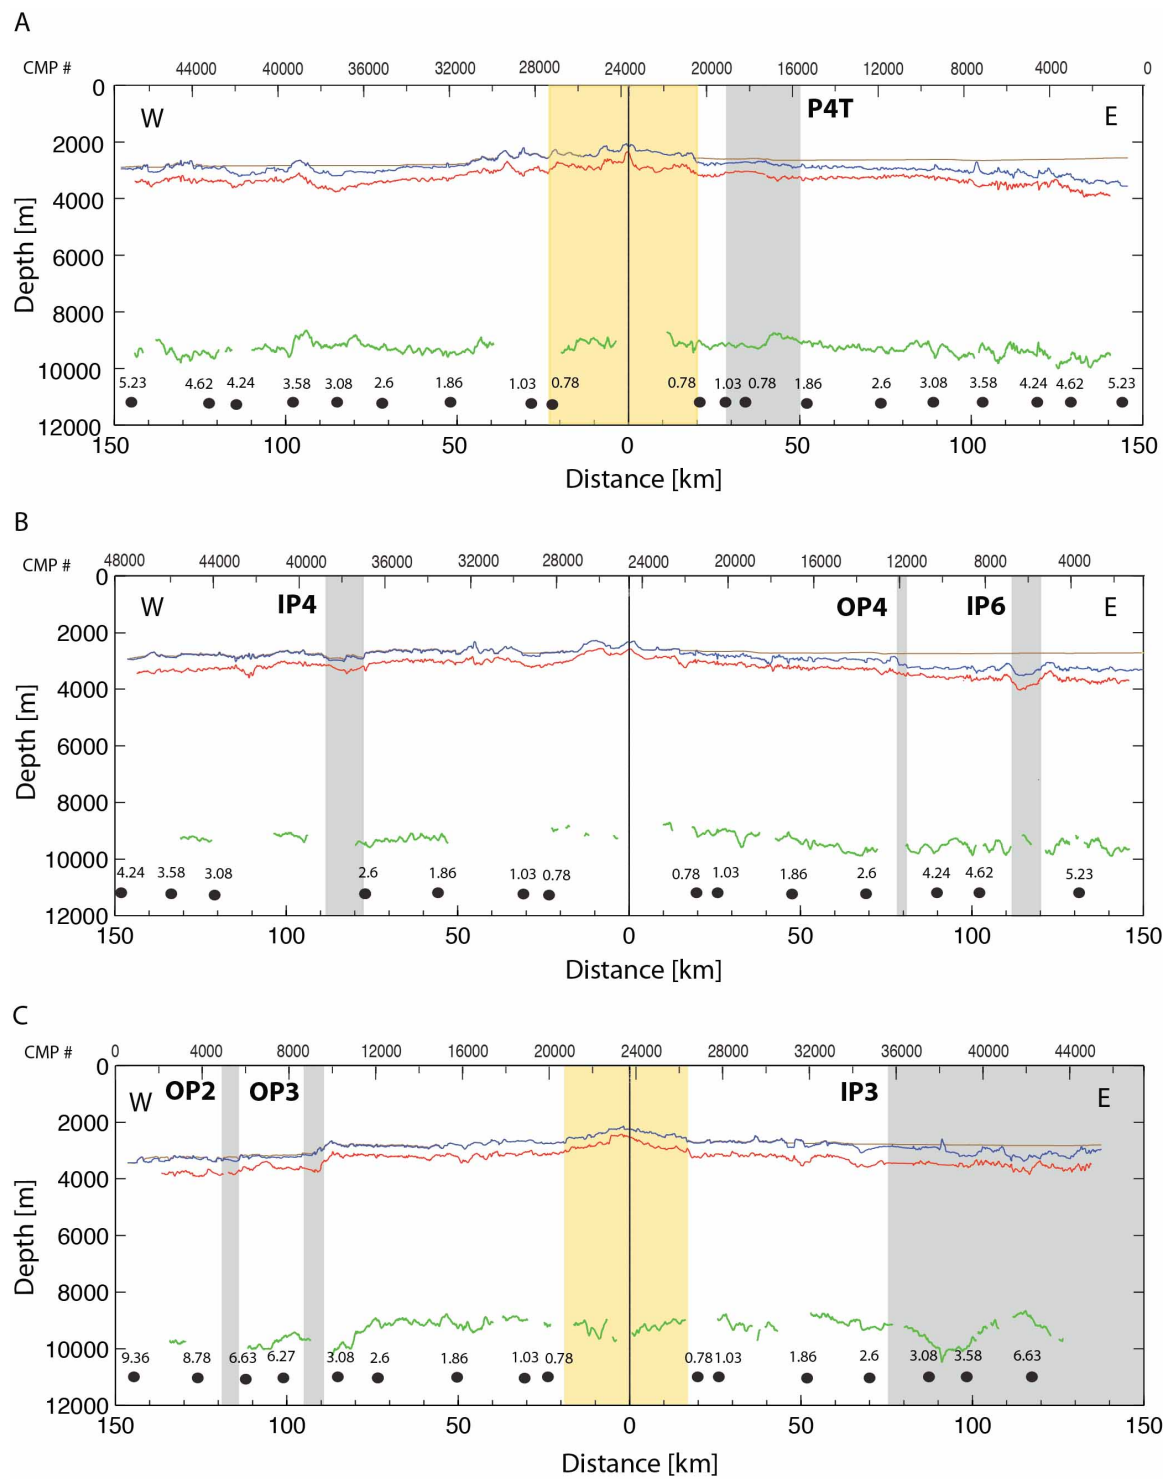 A
CMP # 44000 40000 36000 32000 28000 24000 20000 16000 12000 8000 4000 0
0
W P4T E
2000
4000
6000
8000
10000
5.23 4.62 4.24 3.58 3.08 2.6 1.86 1.03 0.78 0.78 1.03 0.78 1.86 2.6 3.08 3.58 4.24 4.62 5.23
12000
Depth [m]
150 100 50 0 50 100 150
Distance [km]
B
48000 44000 40000 36000 32000 28000 24000 20000 16000 12000 8000 4000
CMP #
0
W IP4 OP4 IP6 E
2000
4000
6000
8000
10000
4.24 3.58 3.08 2.6 1.86 1.03 0.78 0.78 1.03 1.86 2.6 4.24 4.62 5.23
12000
Depth [m]
150 100 50 0 50 100 150
Distance [km]
C
CMP # 0 4000 8000 12000 16000 20000 24000 28000 32000 36000 40000 44000
0
W OP2 OP3 IP3 E
2000
4000
6000
8000
10000
9.36 8.78 6.63 6.27 3.08 2.6 1.86 1.03 0.78 0.78 1.03 1.86 2.6 3.08 3.58 6.63
12000
Depth [m]
150 100 50 0 50 100 150
Distance [km]